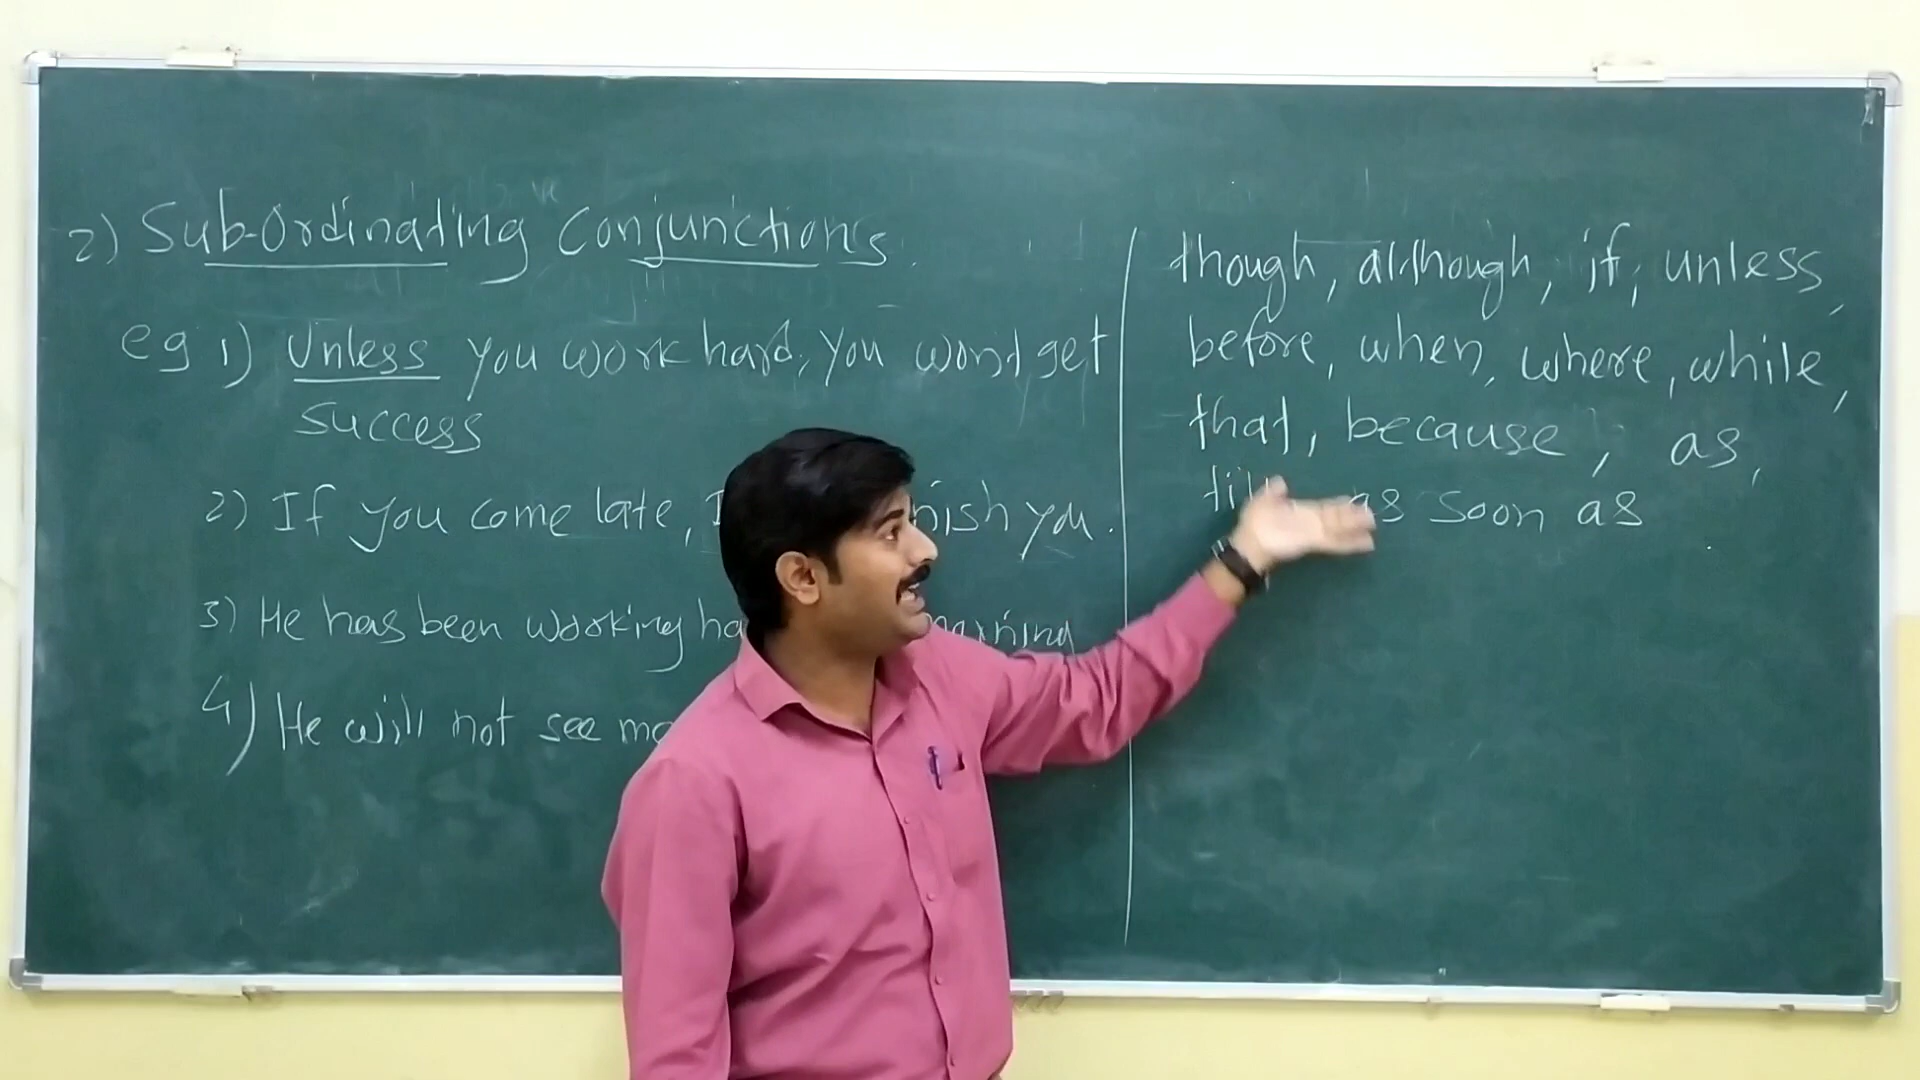 2) Sub-Ordinating Conjunctions.
eg 1) Unless you work hard, you won't get
success
2) If you come late, you.
3) He has been working
4) He will not see
though, although, if, unless,
before, when, where, while,
that, because, as,
as soon as